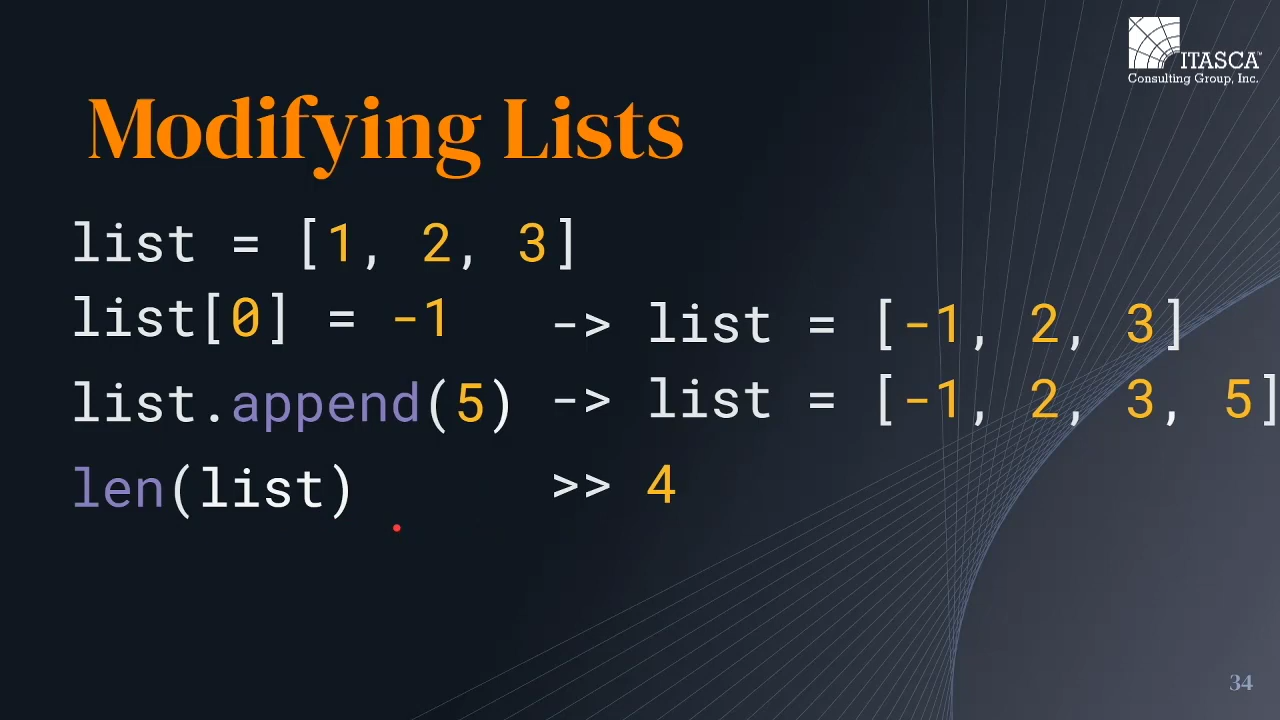 ITASCA™
Consulting Group, Inc.
Modifying Lists
list = [1, 2, 3]
list[0] = -1 -> list = [-1, 2, 3]
list.append(5) -> list = [-1, 2, 3, 5]
len(list) >> 4
34